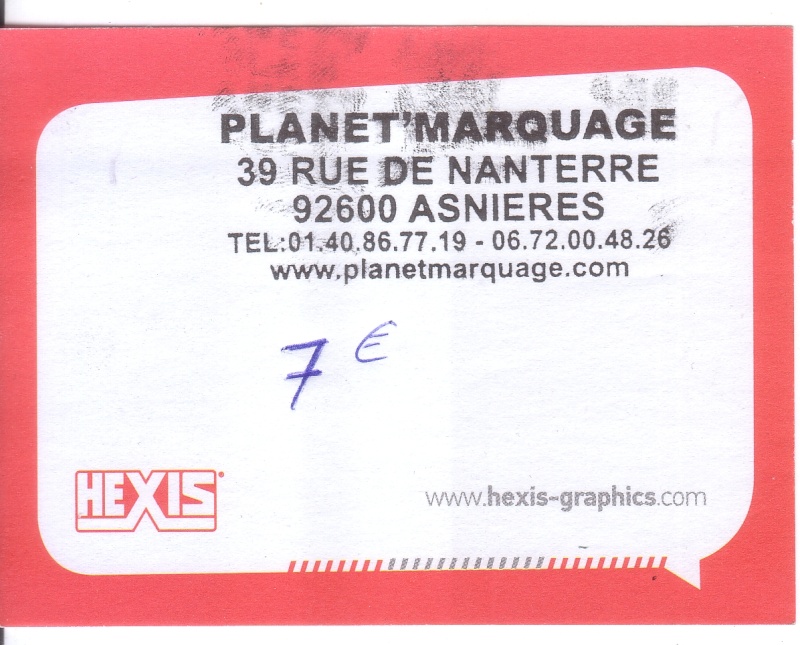 PLANET'MARQUAGE
39 RUE DE NANTERRE
92600 ASNIERES
TEL:01.40.86.77.19 - 06.72.00.48.26
www.planetmarquage.com
7 €
HEXIS
www.hexis-graphics.com